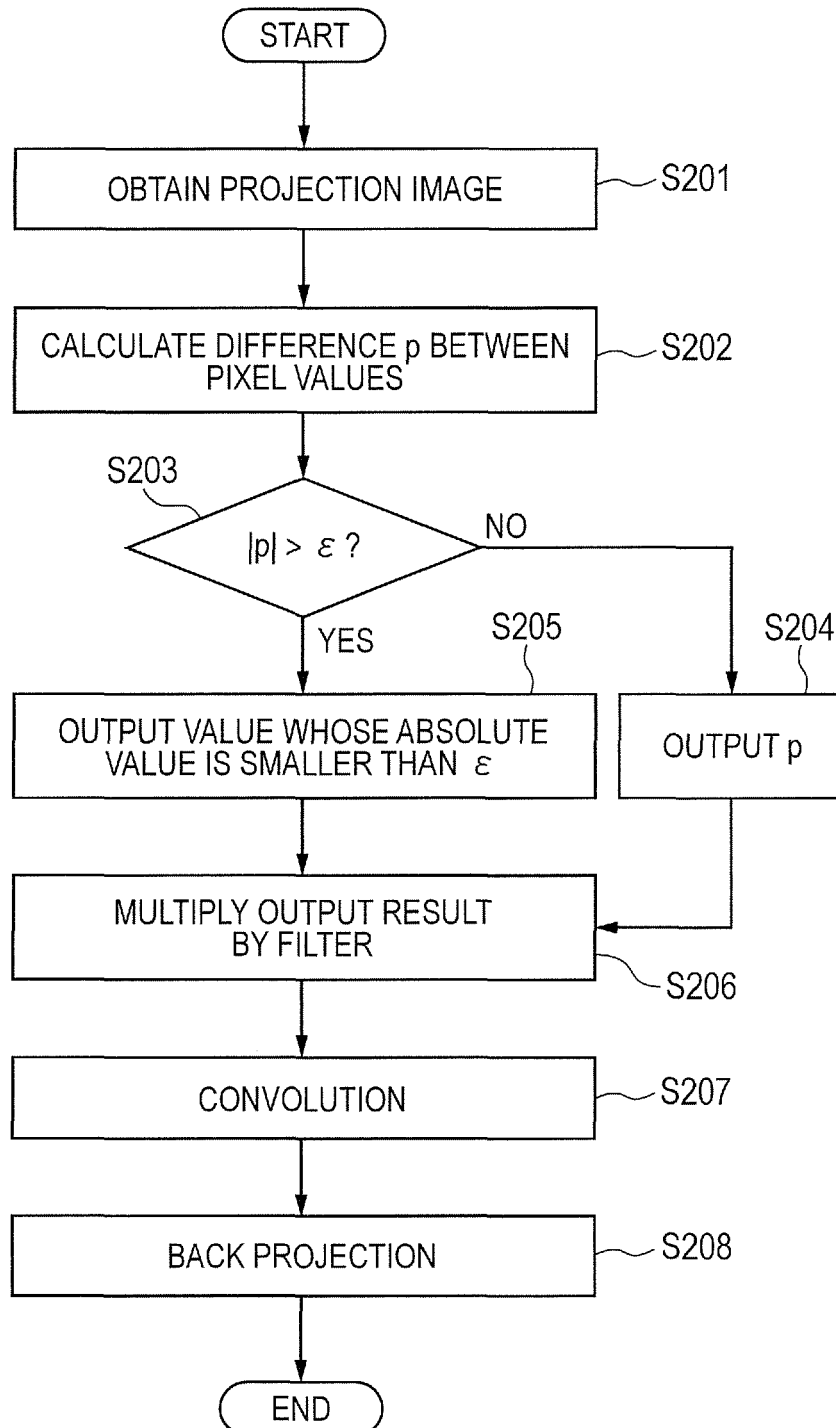 START
OBTAIN PROJECTION IMAGE
S201
CALCULATE DIFFERENCE p BETWEEN
PIXEL VALUES
S202
S203
|p| > ε ?
NO
YES
S205
S204
OUTPUT VALUE WHOSE ABSOLUTE
VALUE IS SMALLER THAN ε
OUTPUT p
MULTIPLY OUTPUT RESULT
BY FILTER
S206
CONVOLUTION
S207
BACK PROJECTION
S208
END